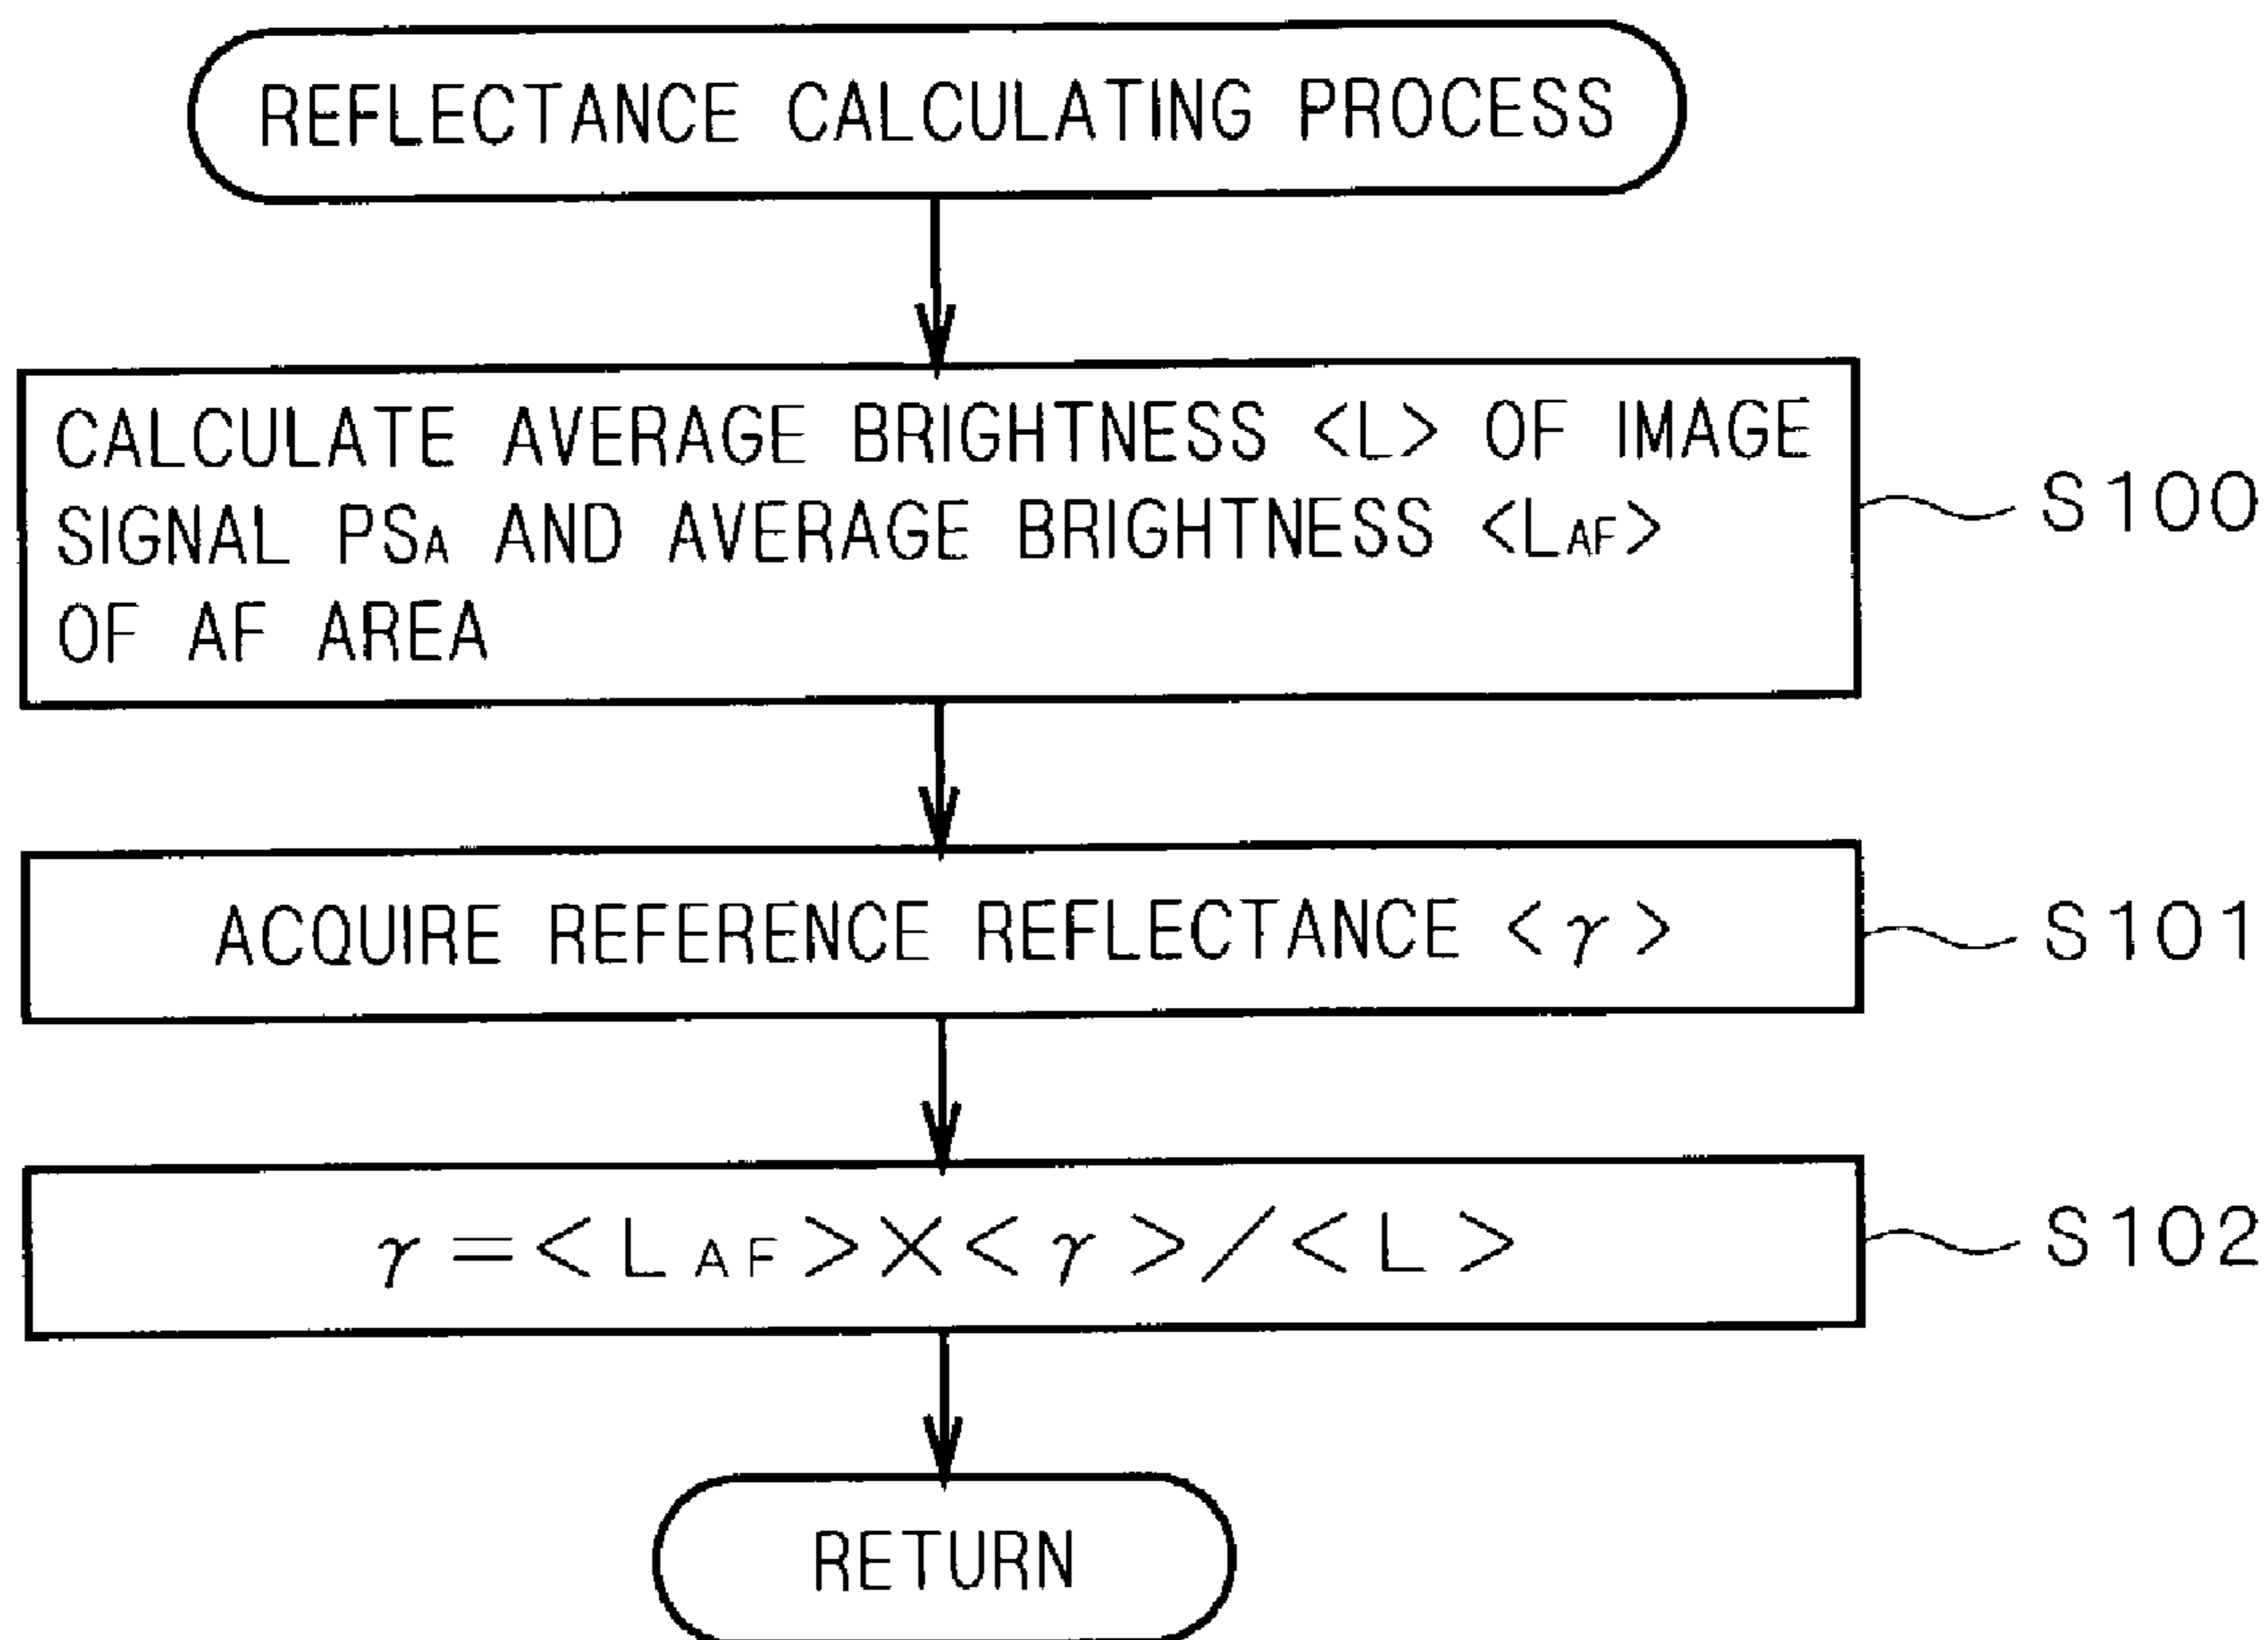 REFLECTANCE CALCULATING PROCESS
CALCULATE AVERAGE BRIGHTNESS <L> OF IMAGE
SIGNAL PSA AND AVERAGE BRIGHTNESS <LAF>
OF AF AREA
S100
ACQUIRE REFERENCE REFLECTANCE <γ>
S101
γ=<LAF>×<γ>/<L>
S102
RETURN